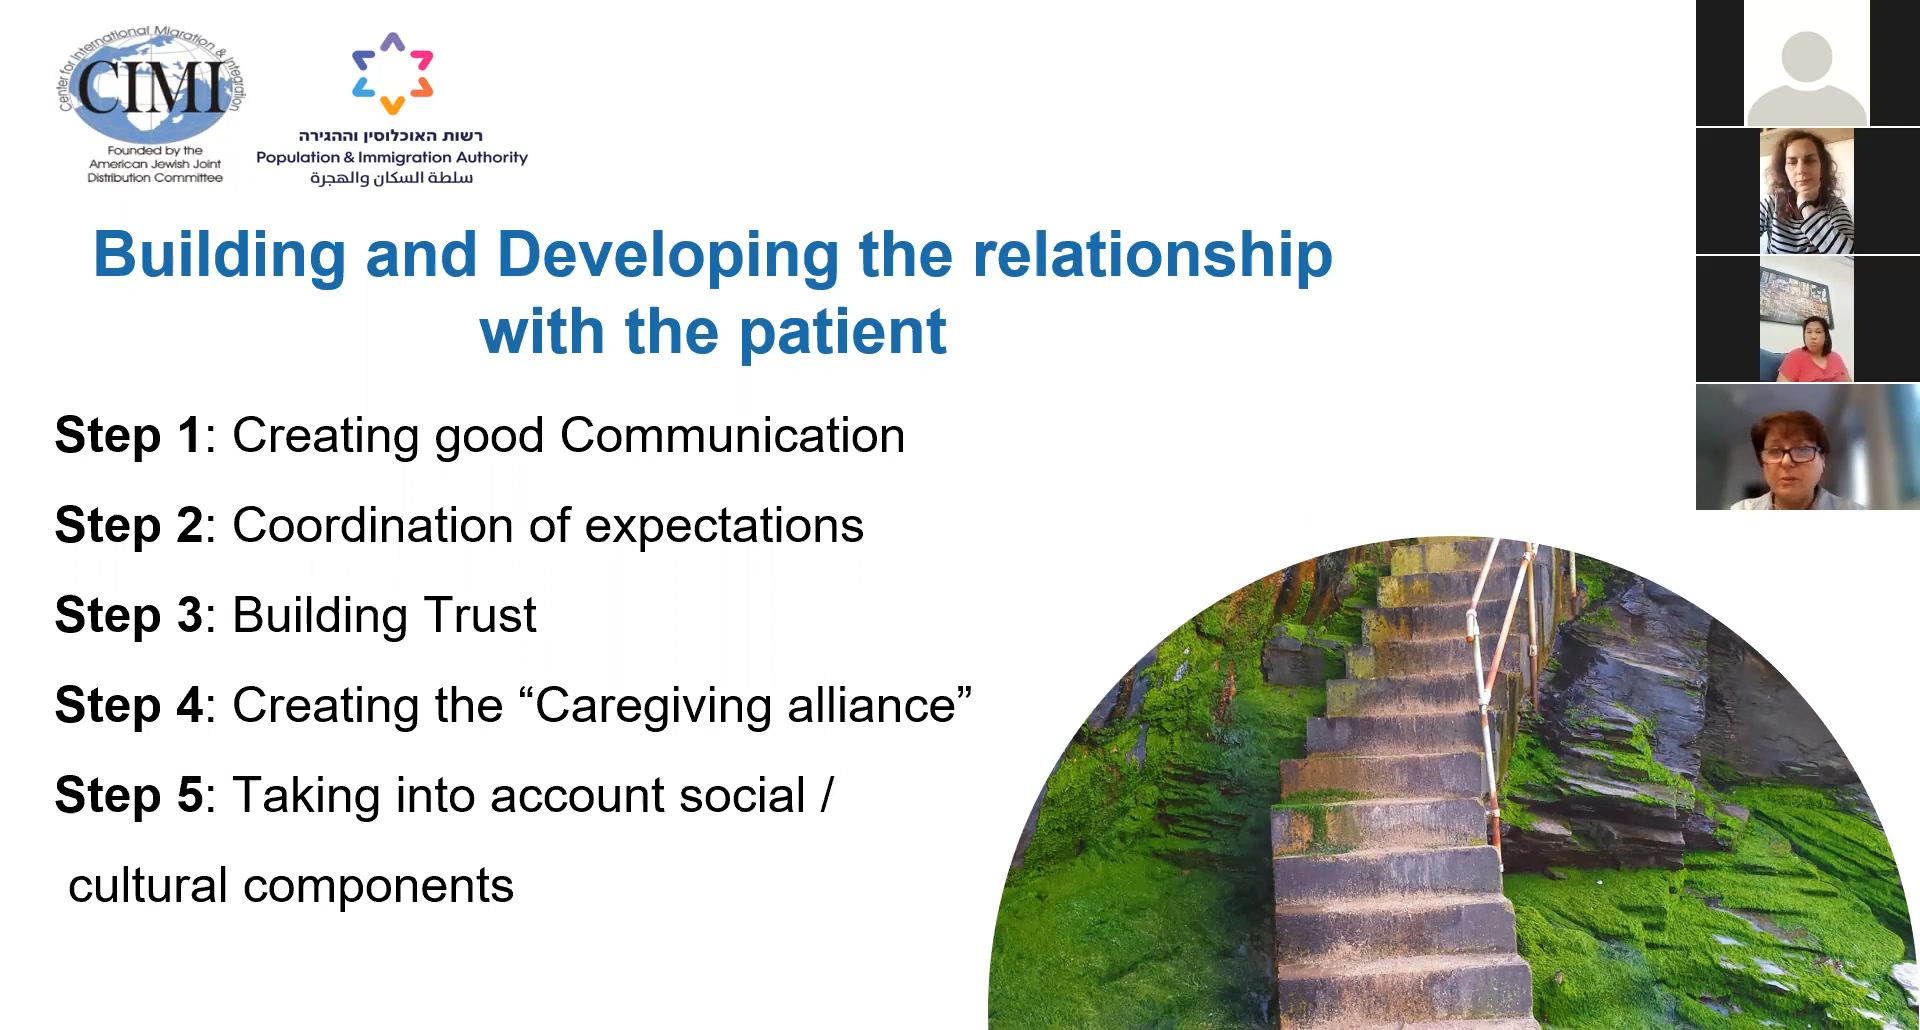 Center for International Migration & Integration
CIMI
Founded by the
American Jewish Joint
Distribution Committee
רשות האוכלוסין וההגירה
Population & Immigration Authority
سلطة السكان والهجرة
Building and Developing the relationship
with the patient
Step 1: Creating good Communication
Step 2: Coordination of expectations
Step 3: Building Trust
Step 4: Creating the “Caregiving alliance”
Step 5: Taking into account social /
cultural components